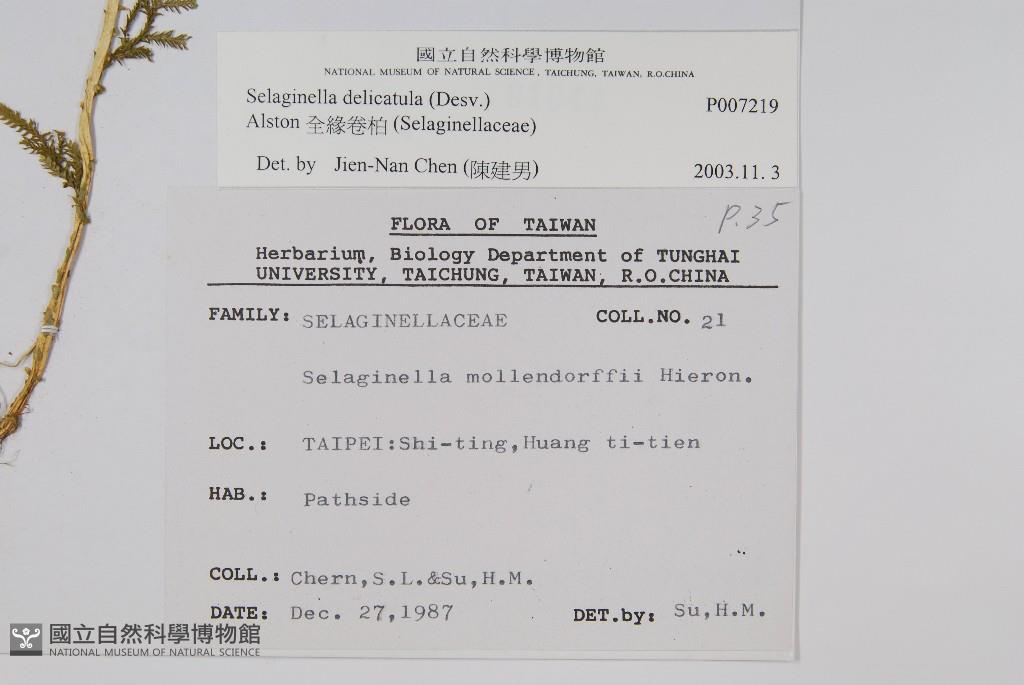 國立自然科學博物館
NATIONAL MUSEUM OF NATURAL SCIENCE, TAICHUNG, TAIWAN, R.O.CHINA
Selaginella delicatula (Desv.) P007219
Alston 全緣卷柏 (Selaginellaceae)
Det. by Jien-Nan Chen (陳建男) 2003.11. 3
P.35
FLORA OF TAIWAN
Herbarium, Biology Department of TUNGHAI
UNIVERSITY, TAICHUNG, TAIWAN, R.O.CHINA
FAMILY: SELAGINELLACEAE COLL.NO. 21
Selaginella mollendorffii Hieron.
LOC.: TAIPEI:Shi-ting,Huang ti-tien
HAB.: Pathside
COLL.: Chern,S.L.&Su,H.M.
DATE: Dec. 27,1987 DET.by: Su,H.M.
國立自然科學博物館
NATIONAL MUSEUM OF NATURAL SCIENCE